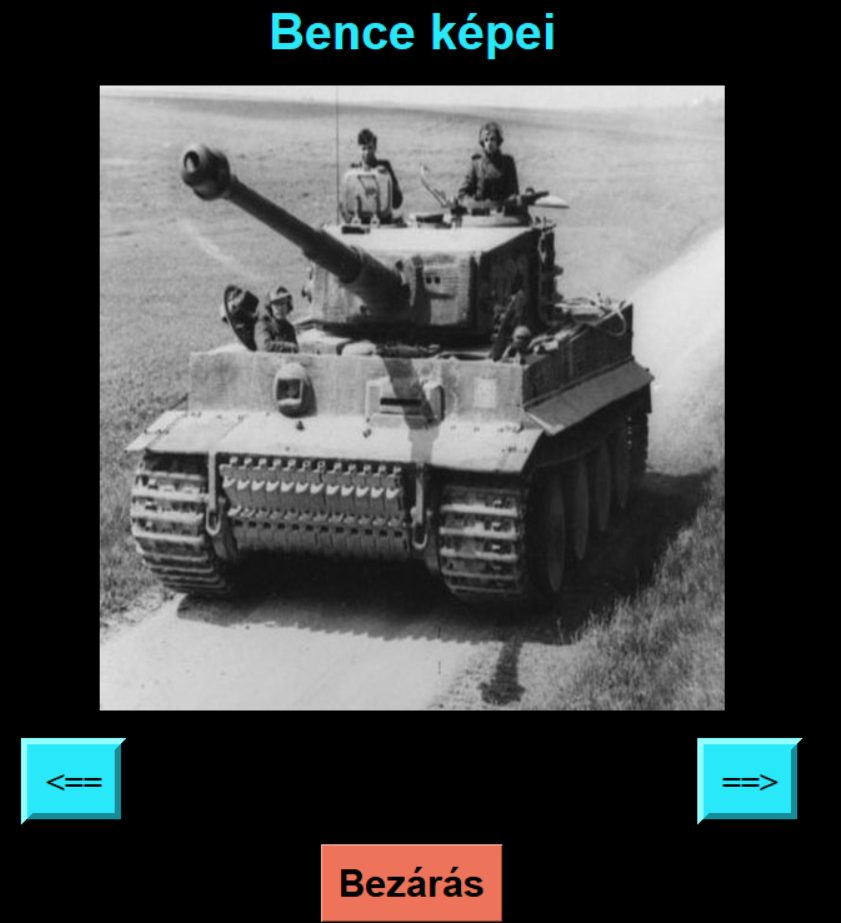 Bence képei
<==
==>
Bezárás